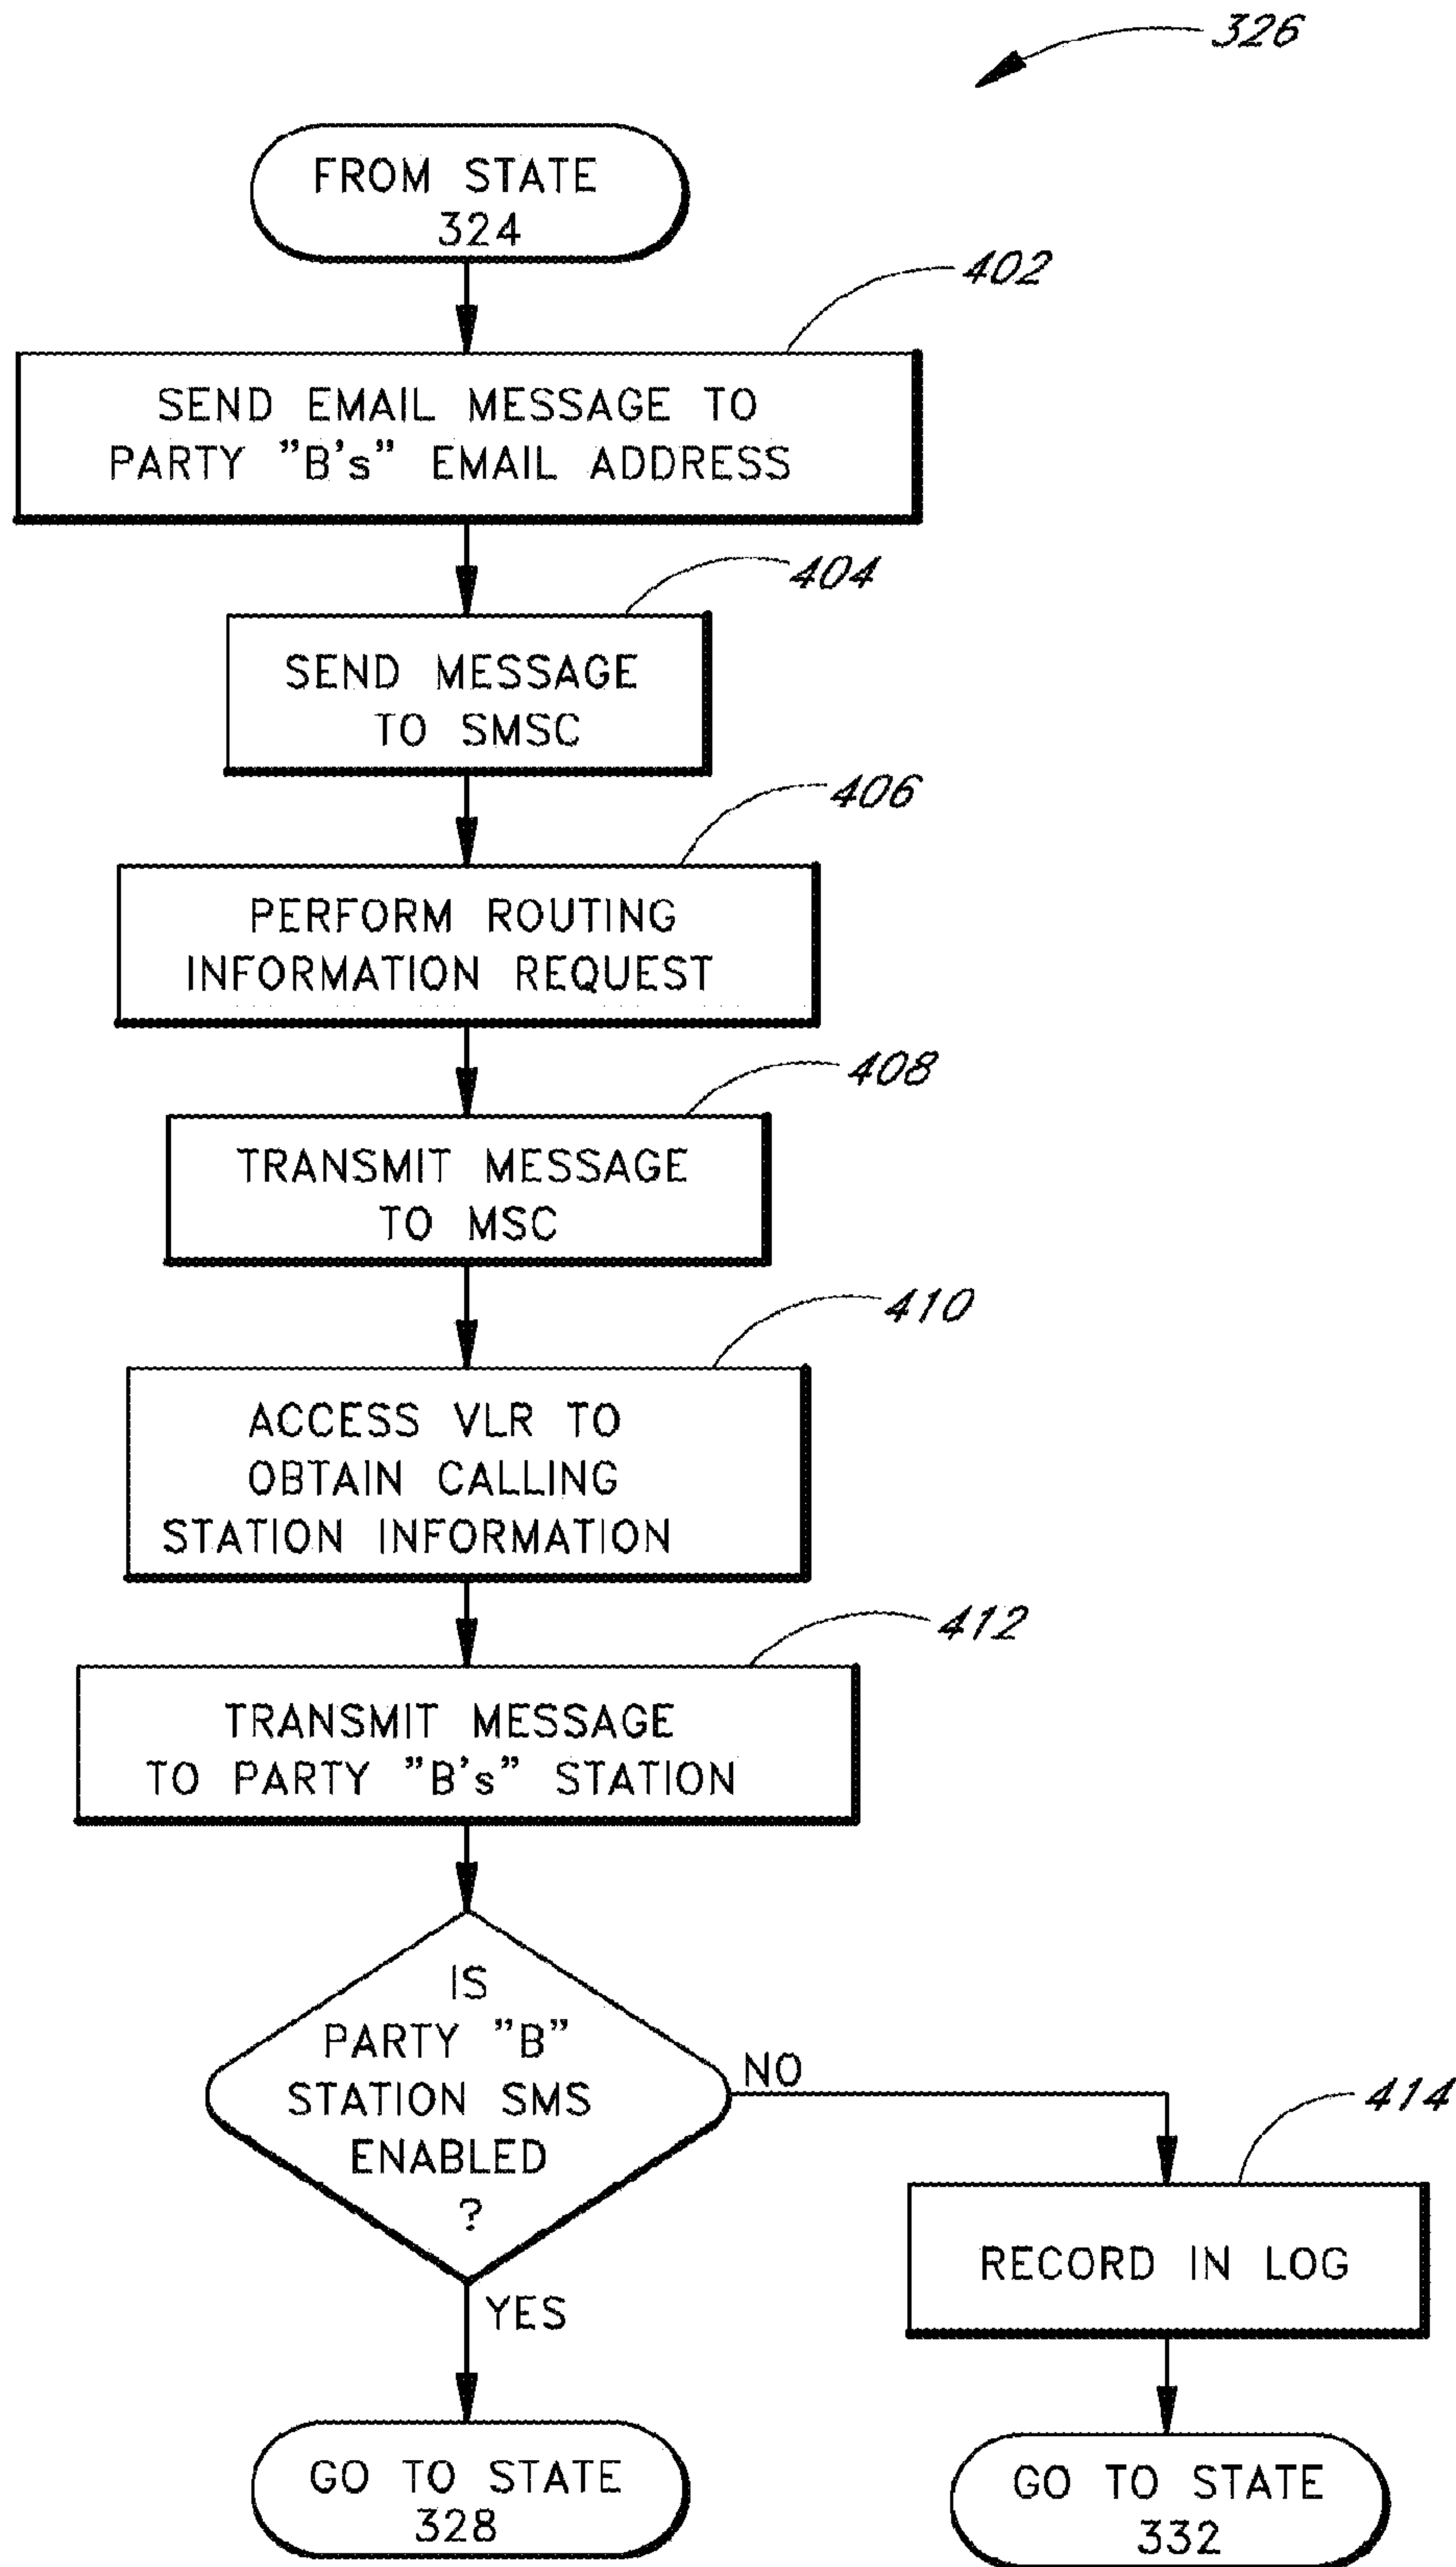 326
FROM STATE
324
402
SEND EMAIL MESSAGE TO
PARTY "B's" EMAIL ADDRESS
404
SEND MESSAGE
TO SMSC
406
PERFORM ROUTING
INFORMATION REQUEST
408
TRANSMIT MESSAGE
TO MSC
410
ACCESS VLR TO
OBTAIN CALLING
STATION INFORMATION
412
TRANSMIT MESSAGE
TO PARTY "B's" STATION
IS
PARTY "B"
STATION SMS
ENABLED
?
NO
YES
414
RECORD IN LOG
GO TO STATE
328
GO TO STATE
332